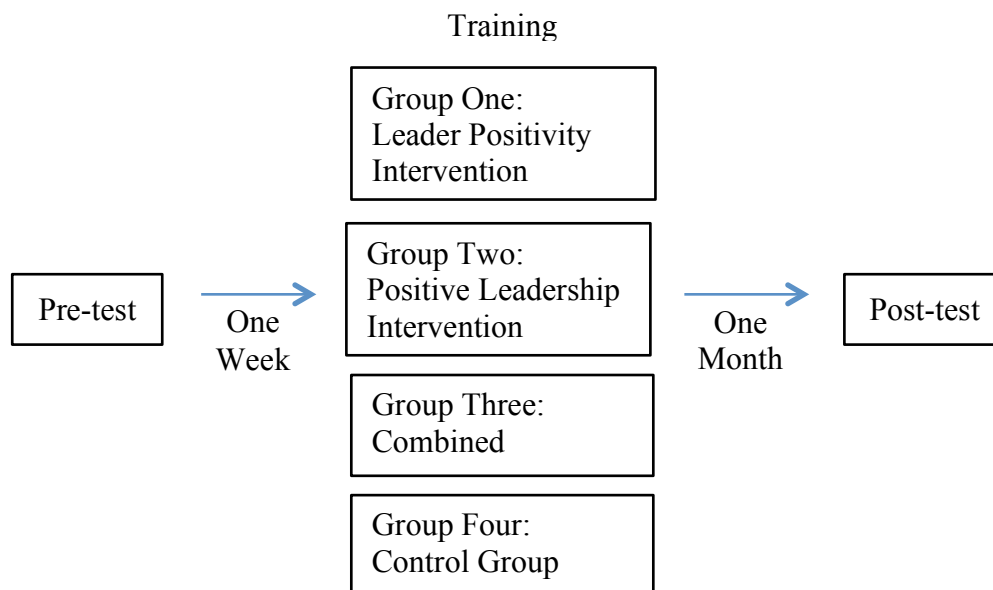 Training
Group One:
Leader Positivity
Intervention
Group Two:
Positive Leadership
Intervention
Pre-test
One
Week
One
Month
Post-test
Group Three:
Combined
Group Four:
Control Group